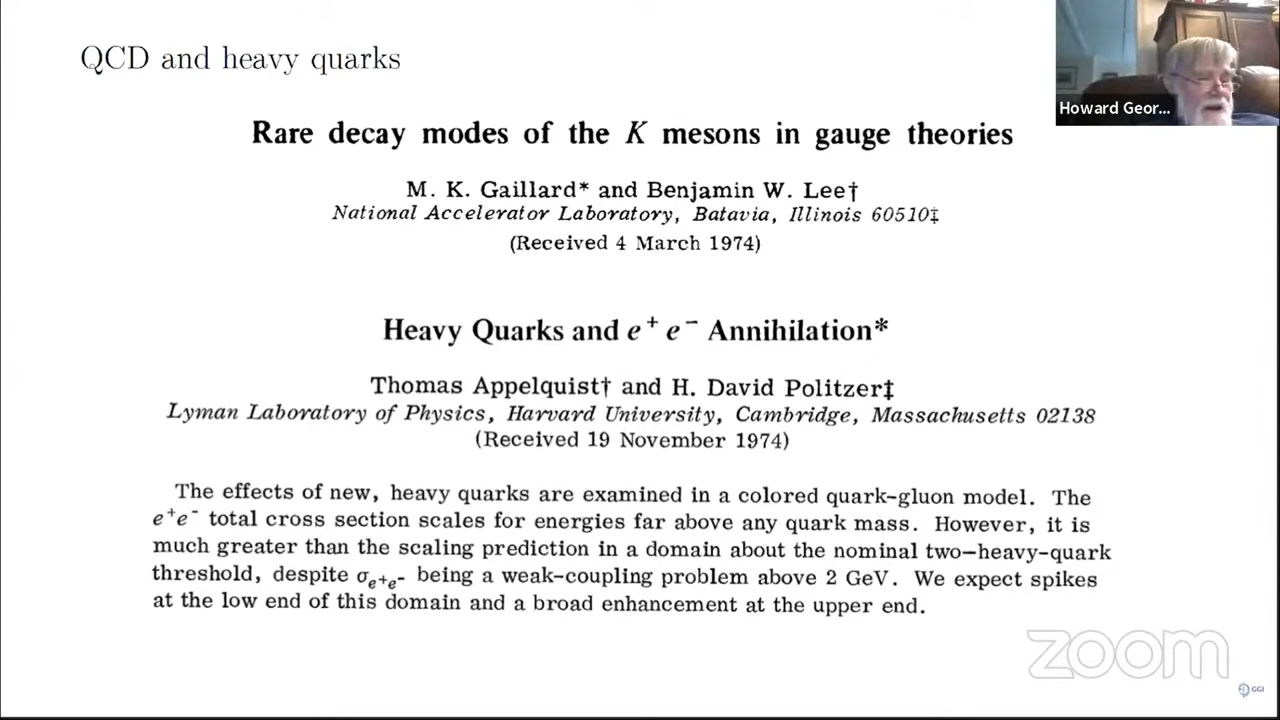 QCD and heavy quarks
Howard Geor...
Rare decay modes of the K mesons in gauge theories
M. K. Gaillard* and Benjamin W. Lee†
National Accelerator Laboratory, Batavia, Illinois 60510‡
(Received 4 March 1974)
Heavy Quarks and e⁺e⁻ Annihilation*
Thomas Appelquist† and H. David Politzer‡
Lyman Laboratory of Physics, Harvard University, Cambridge, Massachusetts 02138
(Received 19 November 1974)
The effects of new, heavy quarks are examined in a colored quark-gluon model. The
e⁺e⁻ total cross section scales for energies far above any quark mass. However, it is
much greater than the scaling prediction in a domain about the nominal two-heavy-quark
threshold, despite σₑ₊ₑ₋ being a weak-coupling problem above 2 GeV. We expect spikes
at the low end of this domain and a broad enhancement at the upper end.
zoom
GGI